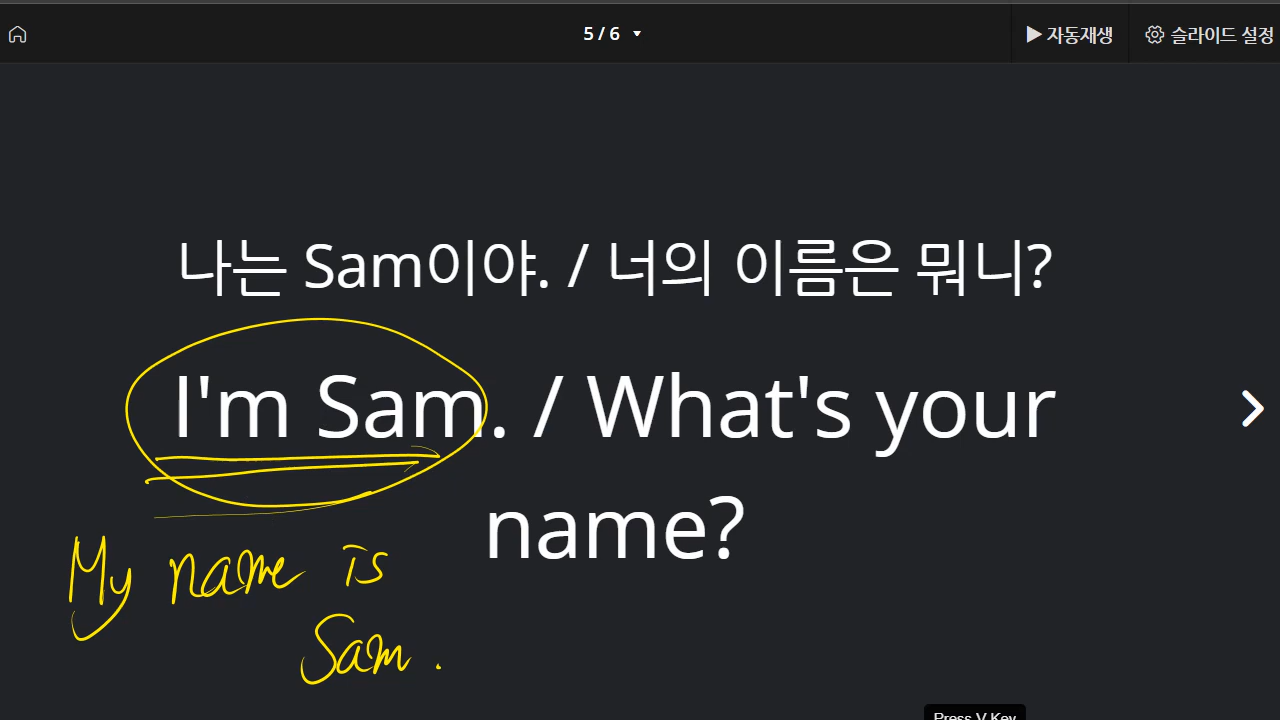 5 / 6
▶ 자동재생
슬라이드 설정
나는 Sam이야. / 너의 이름은 뭐니?
I'm Sam. / What's your
name?
My name is
Sam.
Press V Key